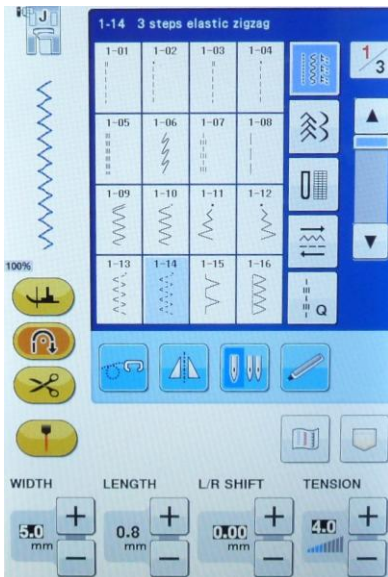 J
1-14 3 steps elastic zigzag
1/3
1-01 1-02 1-03 1-04
1-05 1-06 1-07 1-08
1-09 1-10 1-11 1-12
1-13 1-14 1-15 1-16
Q
100%
WIDTH LENGTH L/R SHIFT TENSION
5.0 mm + − 0.8 mm + − 0.00 mm + − 4.0 + −